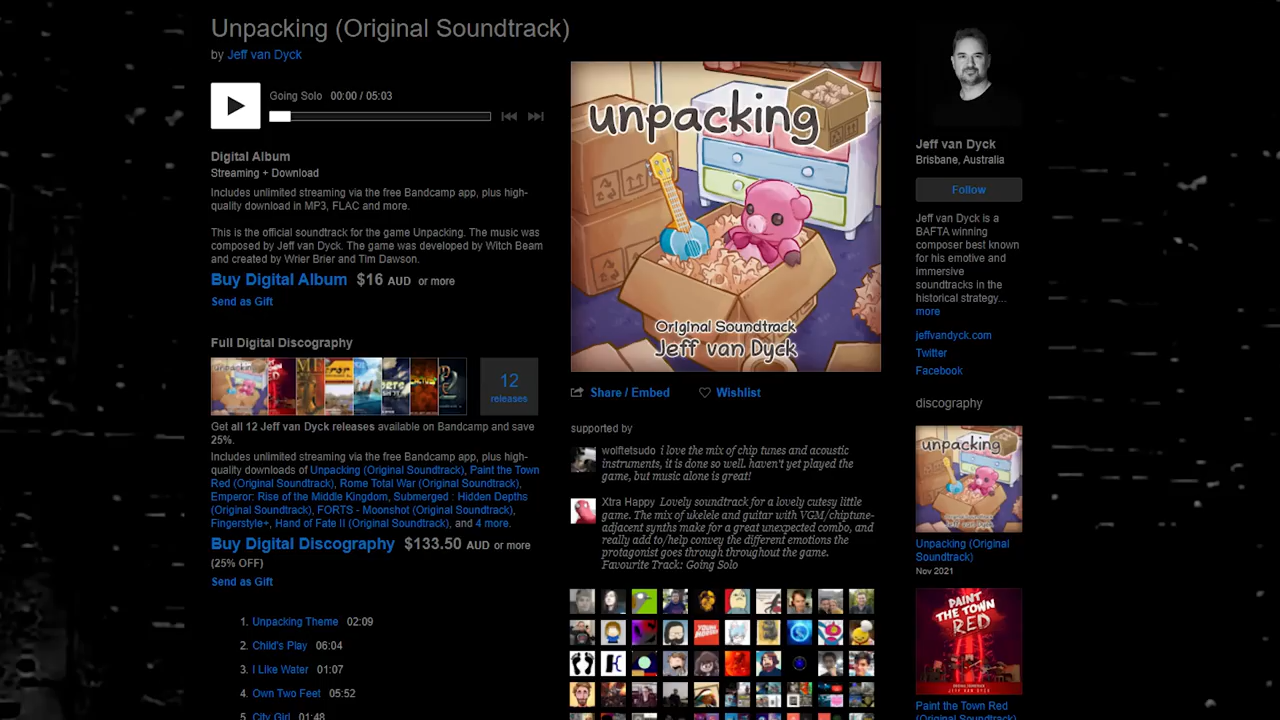 Unpacking (Original Soundtrack)
by Jeff van Dyck
Going Solo 00:00 / 05:03
Digital Album
Streaming + Download
Includes unlimited streaming via the free Bandcamp app, plus high-
quality download in MP3, FLAC and more.
This is the official soundtrack for the game Unpacking. The music was
composed by Jeff van Dyck. The game was developed by Witch Beam
and created by Wrier Brier and Tim Dawson.
Buy Digital Album $16 AUD or more
Send as Gift
Full Digital Discography
12
releases
Get all 12 Jeff van Dyck releases available on Bandcamp and save
25%.
Includes unlimited streaming via the free Bandcamp app, plus high-
quality downloads of Unpacking (Original Soundtrack), Paint the Town
Red (Original Soundtrack), Rome Total War (Original Soundtrack),
Emperor: Rise of the Middle Kingdom, Submerged : Hidden Depths
(Original Soundtrack), FORTS - Moonshot (Original Soundtrack),
Fingerstyle+, Hand of Fate II (Original Soundtrack), and 4 more.
Buy Digital Discography $133.50 AUD or more
(25% OFF)
Send as Gift
1. Unpacking Theme 02:09
2. Child's Play 06:04
3. I Like Water 01:07
4. Own Two Feet 05:52
5. City Girl 01:48
unpacking
Original Soundtrack
Jeff van Dyck
Share / Embed
Wishlist
supported by
wolftetsudo i love the mix of chip tunes and acoustic
instruments, it is done so well. haven't yet played the
game, but music alone is great!
Xtra Happy Lovely soundtrack for a lovely cutesy little
game. The mix of ukelele and guitar with VGM/chiptune-
adjacent synths make for a great unexpected combo, and
really add to/help convey the different emotions the
protagonist goes through throughout the game.
Favourite Track: Going Solo
Jeff van Dyck
Brisbane, Australia
Follow
Jeff van Dyck is a
BAFTA winning
composer best known
for his emotive and
immersive
soundtracks in the
historical strategy...
more
jeffvandyck.com
Twitter
Facebook
discography
unpacking
Original Soundtrack
Jeff van Dyck
Unpacking (Original
Soundtrack)
Nov 2021
PAINT
THE TOWN
RED
JEFF VAN DYCK
Paint the Town Red
(Original Soundtrack)